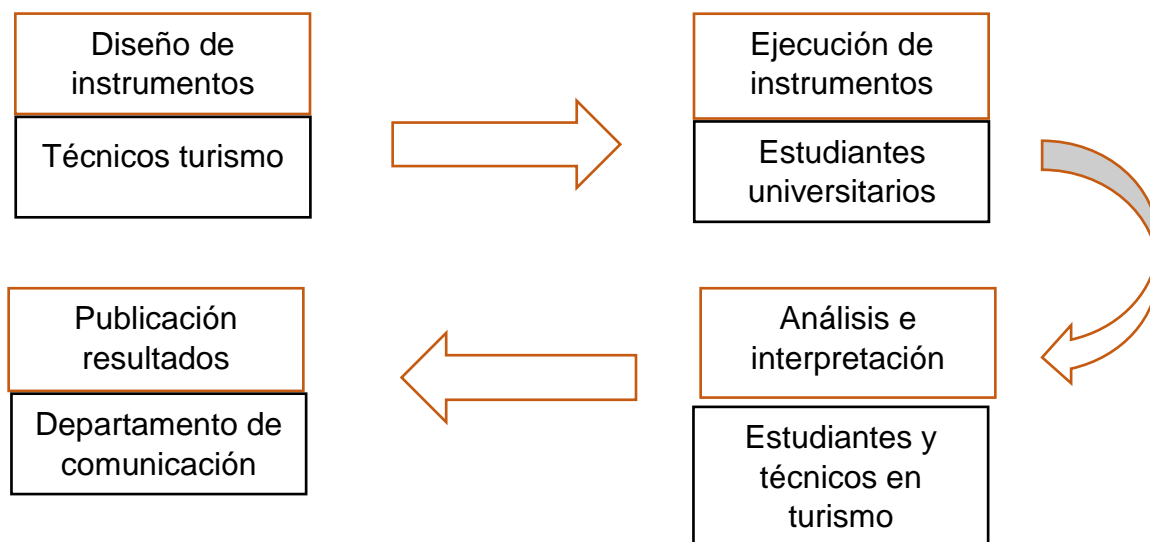 Diseño de
instrumentos
Técnicos turismo
Ejecución de
instrumentos
Estudiantes
universitarios
Análisis e
interpretación
Estudiantes y
técnicos en
turismo
Publicación
resultados
Departamento de
comunicación